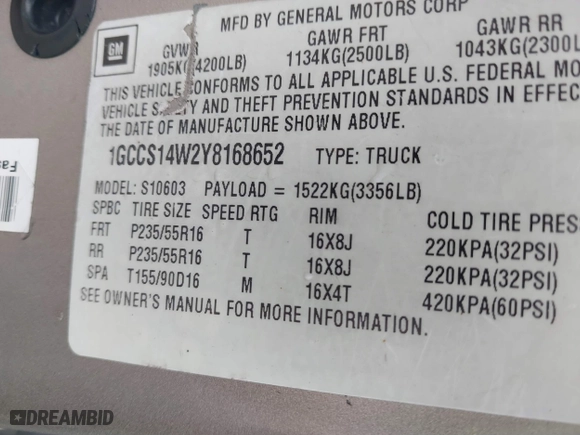 MFD BY GENERAL MOTORS CORP
GM
GVWR GAWR FRT GAWR RR
1905KG(4200LB) 1134KG(2500LB) 1043KG(2300L
THIS VEHICLE CONFORMS TO ALL APPLICABLE U.S. FEDERAL MO
VEHICLE SAFETY AND THEFT PREVENTION STANDARDS IN EFFEC
THE DATE OF MANUFACTURE SHOWN ABOVE.
1GCCS14W2Y8168652 TYPE: TRUCK
MODEL: S10603 PAYLOAD = 1522KG(3356LB)
SPBC TIRE SIZE SPEED RTG RIM COLD TIRE PRES
FRT P235/55R16 T 16X8J 220KPA(32PSI)
RR P235/55R16 T 16X8J 220KPA(32PSI)
SPA T155/90D16 M 16X4T 420KPA(60PSI)
SEE OWNER'S MANUAL FOR MORE INFORMATION.
DREAMBID